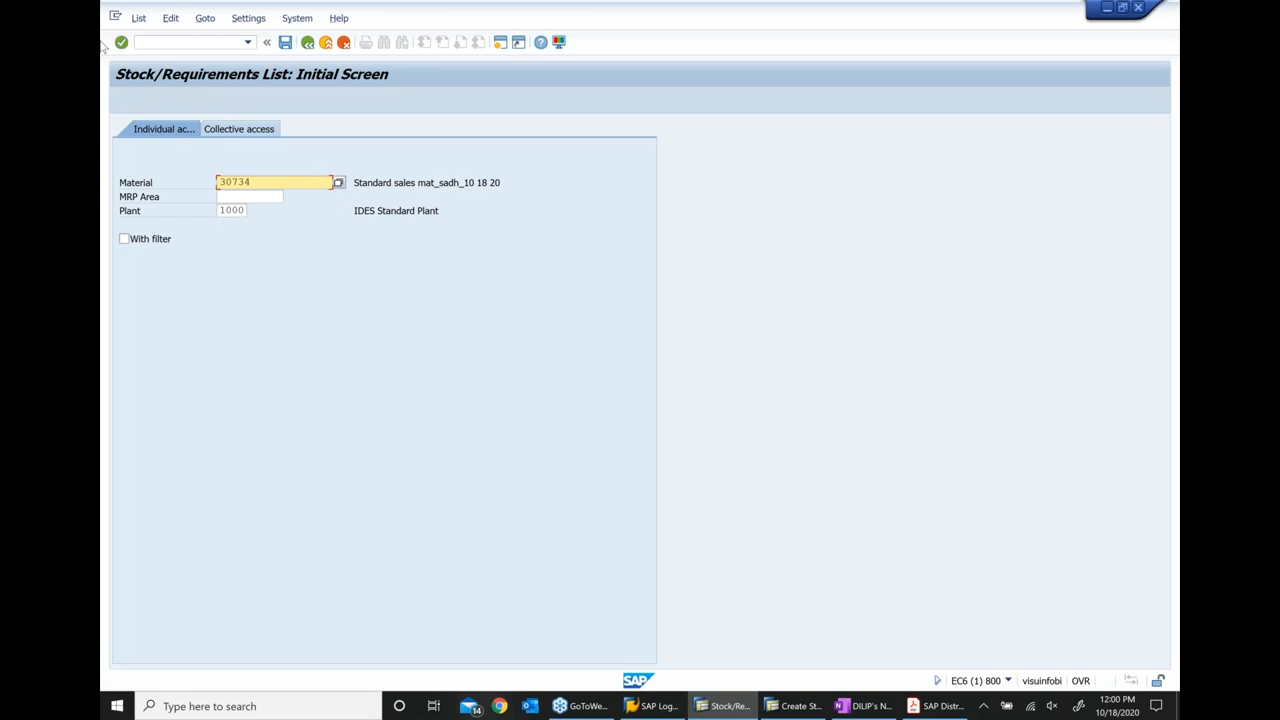 List Edit Goto Settings System Help
Stock/Requirements List: Initial Screen
Individual ac... Collective access
Material 30734 Standard sales mat_sadh_10 18 20
MRP Area
Plant 1000 IDES Standard Plant
With filter
SAP EC6 (1) 800 visuinfobi OVR
Type here to search 14 GoToWe... SAP Log... Stock/Re... Create St... DILIP's N... SAP Distr... 12:00 PM
10/18/2020